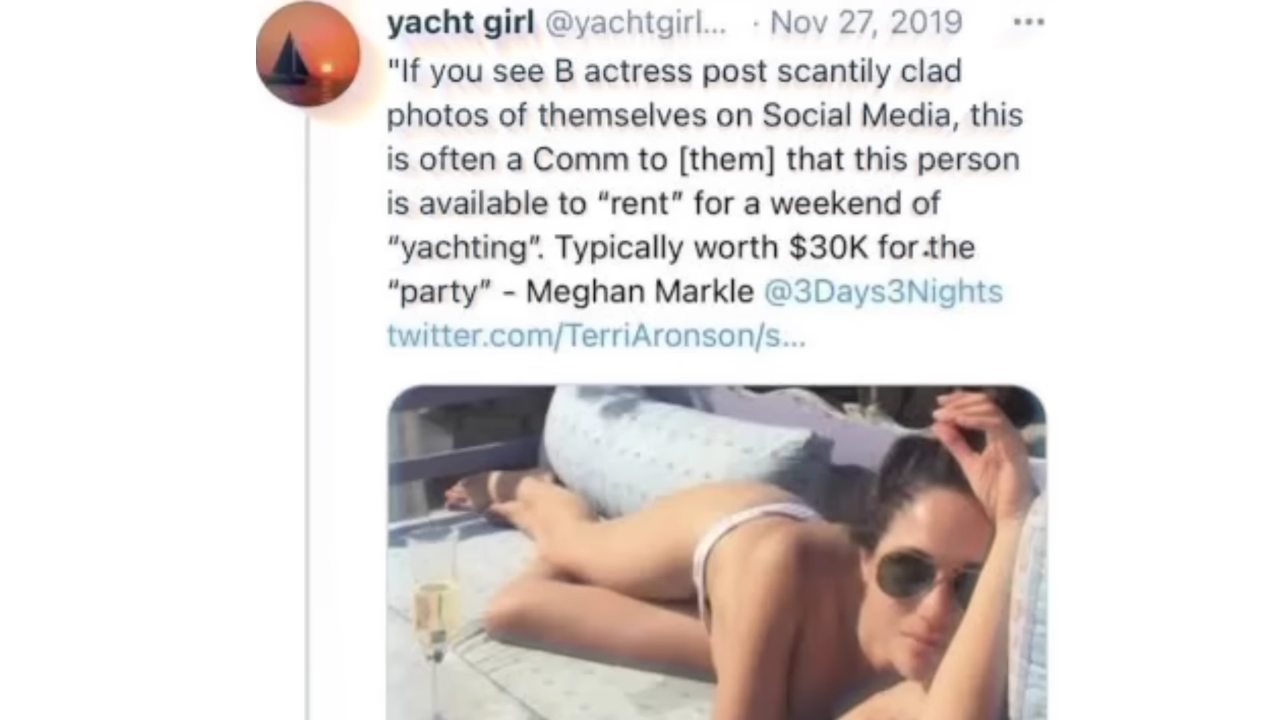 yacht girl @yachtgirl... · Nov 27, 2019 •••
"If you see B actress post scantily clad
photos of themselves on Social Media, this
is often a Comm to [them] that this person
is available to “rent” for a weekend of
“yachting”. Typically worth $30K for the
“party” - Meghan Markle @3Days3Nights
twitter.com/TerriAronson/s...